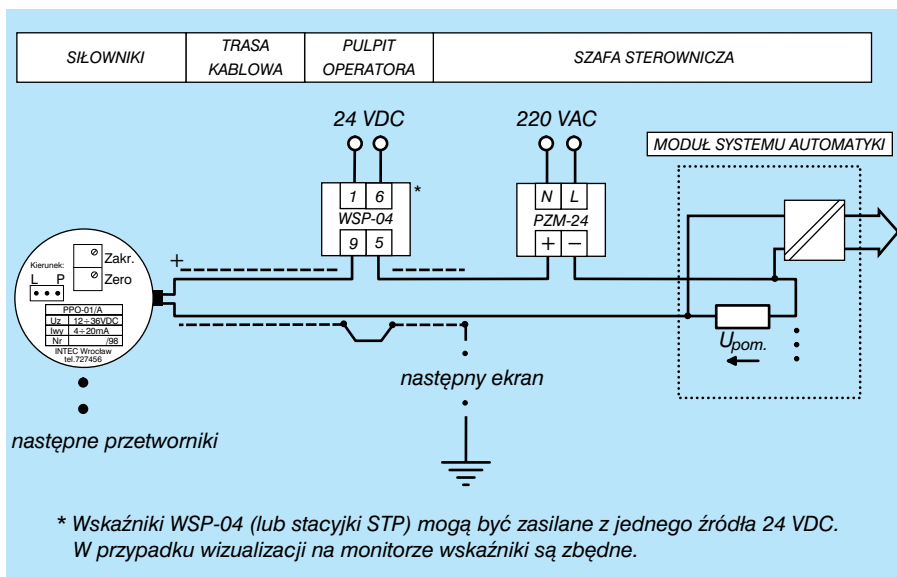 SIŁOWNIKI
TRASA
KABLOWA
PULPIT
OPERATORA
SZAFA STEROWNICZA
24 VDC
220 VAC
MODUŁ SYSTEMU AUTOMATYKI
1 6
*
WSP-04
9 5
N L
PZM-24
+ −
Kierunek:
L P
Zakr.
Zero
+
PPO-01/A
Uz 12÷36VDC
Iwy 4÷20mA
Nr /98
INTEC Wrocław
tel.727456
Upom.
następny ekran
następne przetworniki
* Wskaźniki WSP-04 (lub stacyjki STP) mogą być zasilane z jednego źródła 24 VDC.
W przypadku wizualizacji na monitorze wskaźniki są zbędne.